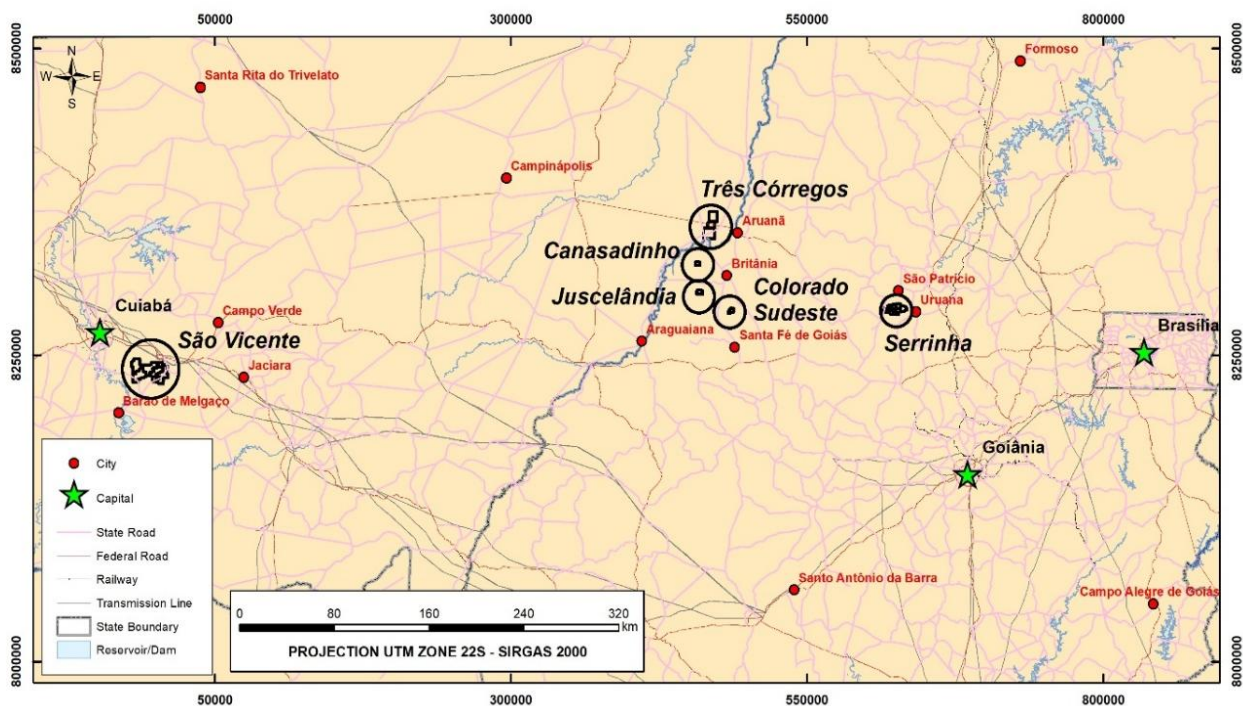 50000 300000 550000 800000
8500000
8500000
N
W E
S
Formoso
Santa Rita do Trivelato
Campinápolis
Três Córregos
Aruanã
Canasadinho
Britânia
Juscelândia
Colorado
Sudeste
São Patrício
Uruana
Cuiabá
Campo Verde
São Vicente
Araguaiana
Santa Fé de Goiás
Serrinha
Brasília
8250000
8250000
Jaciara
Barão de Melgaço
Goiânia
City
Capital
State Road
Federal Road
Railway
Transmission Line
State Boundary
Reservoir/Dam
Santo Antônio da Barra
Campo Alegre de Goiás
0 80 160 240 320
km
PROJECTION UTM ZONE 22S - SIRGAS 2000
8000000
8000000
50000 300000 550000 800000